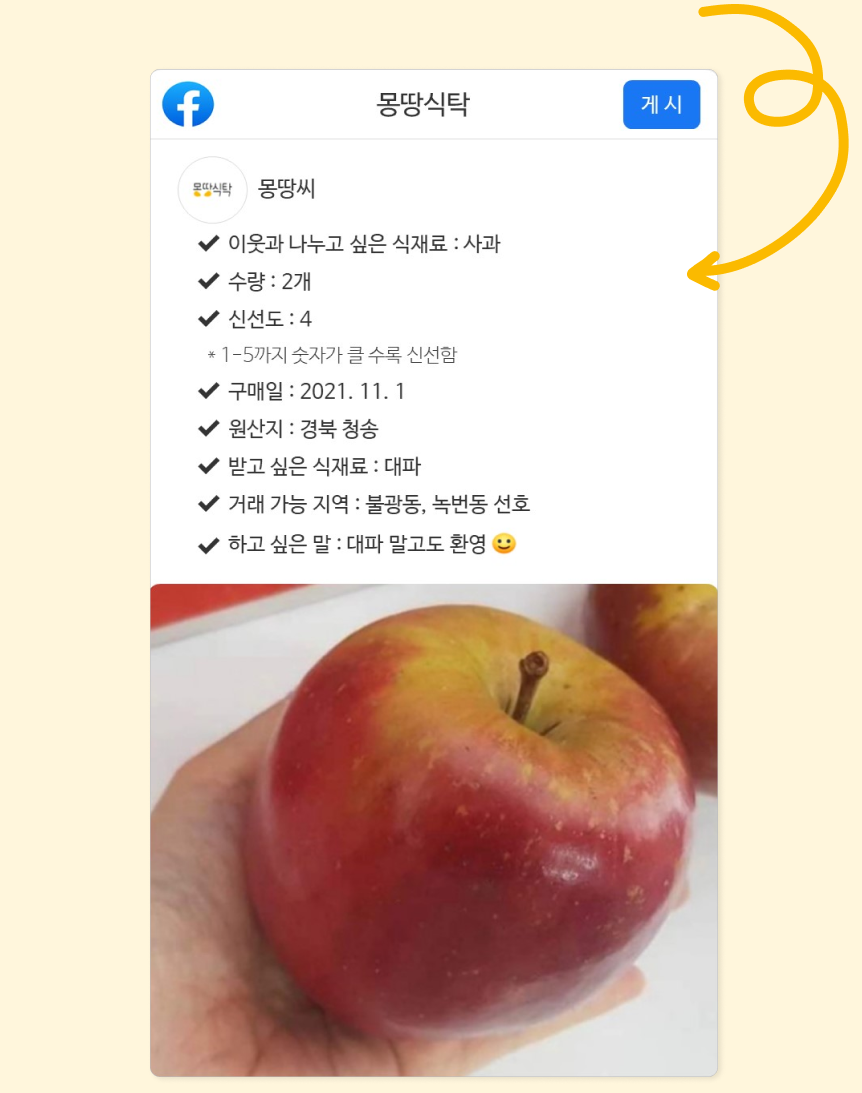 몽땅식탁
게시
몽땅식탁
몽땅씨
✔ 이웃과 나누고 싶은 식재료 : 사과
✔ 수량 : 2개
✔ 신선도 : 4
* 1-5까지 숫자가 클 수록 신선함
✔ 구매일 : 2021. 11. 1
✔ 원산지 : 경북 청송
✔ 받고 싶은 식재료 : 대파
✔ 거래 가능 지역 : 불광동, 녹번동 선호
✔ 하고 싶은 말 : 대파 말고도 환영 🙂